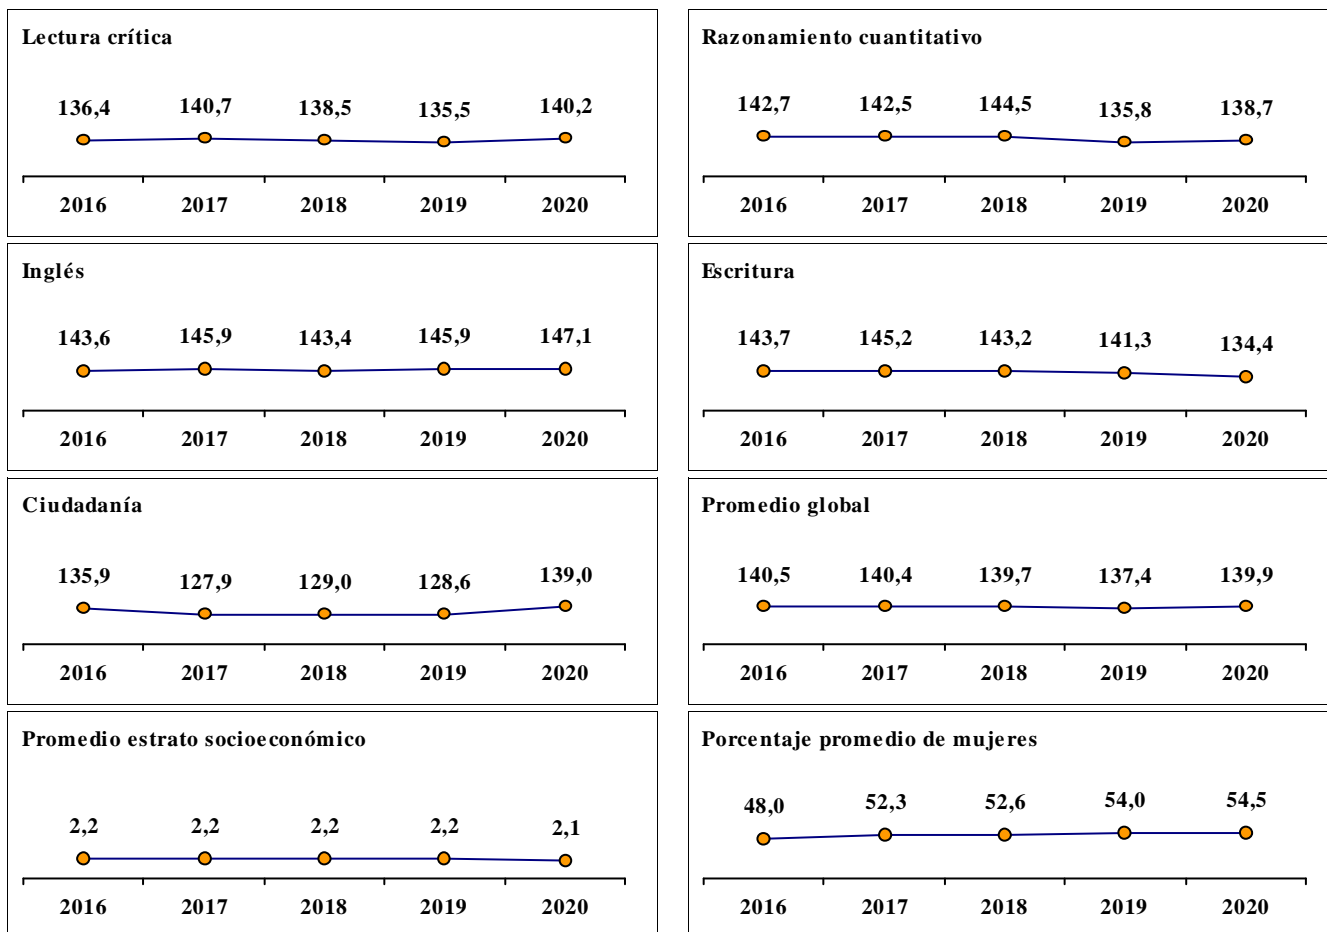 Lectura crítica
136,4 140,7 138,5 135,5 140,2
2016 2017 2018 2019 2020
Razonamiento cuantitativo
142,7 142,5 144,5 135,8 138,7
2016 2017 2018 2019 2020
Inglés
143,6 145,9 143,4 145,9 147,1
2016 2017 2018 2019 2020
Escritura
143,7 145,2 143,2 141,3 134,4
2016 2017 2018 2019 2020
Ciudadanía
135,9 127,9 129,0 128,6 139,0
2016 2017 2018 2019 2020
Promedio global
140,5 140,4 139,7 137,4 139,9
2016 2017 2018 2019 2020
Promedio estrato socioeconómico
2,2 2,2 2,2 2,2 2,1
2016 2017 2018 2019 2020
Porcentaje promedio de mujeres
48,0 52,3 52,6 54,0 54,5
2016 2017 2018 2019 2020